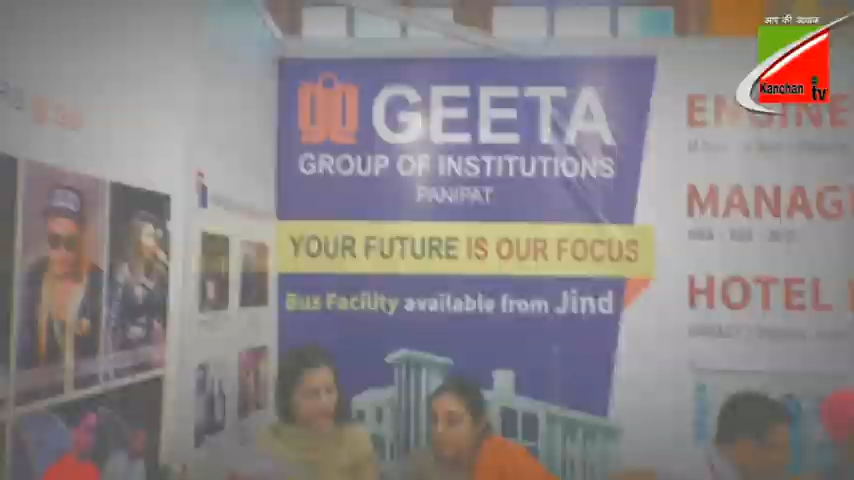 आप की आवाज
Kanchan tv
GEETA
GROUP OF INSTITUTIONS
PANIPAT
YOUR FUTURE IS OUR FOCUS
Bus Facility available from Jind
MANAG
HOTEL